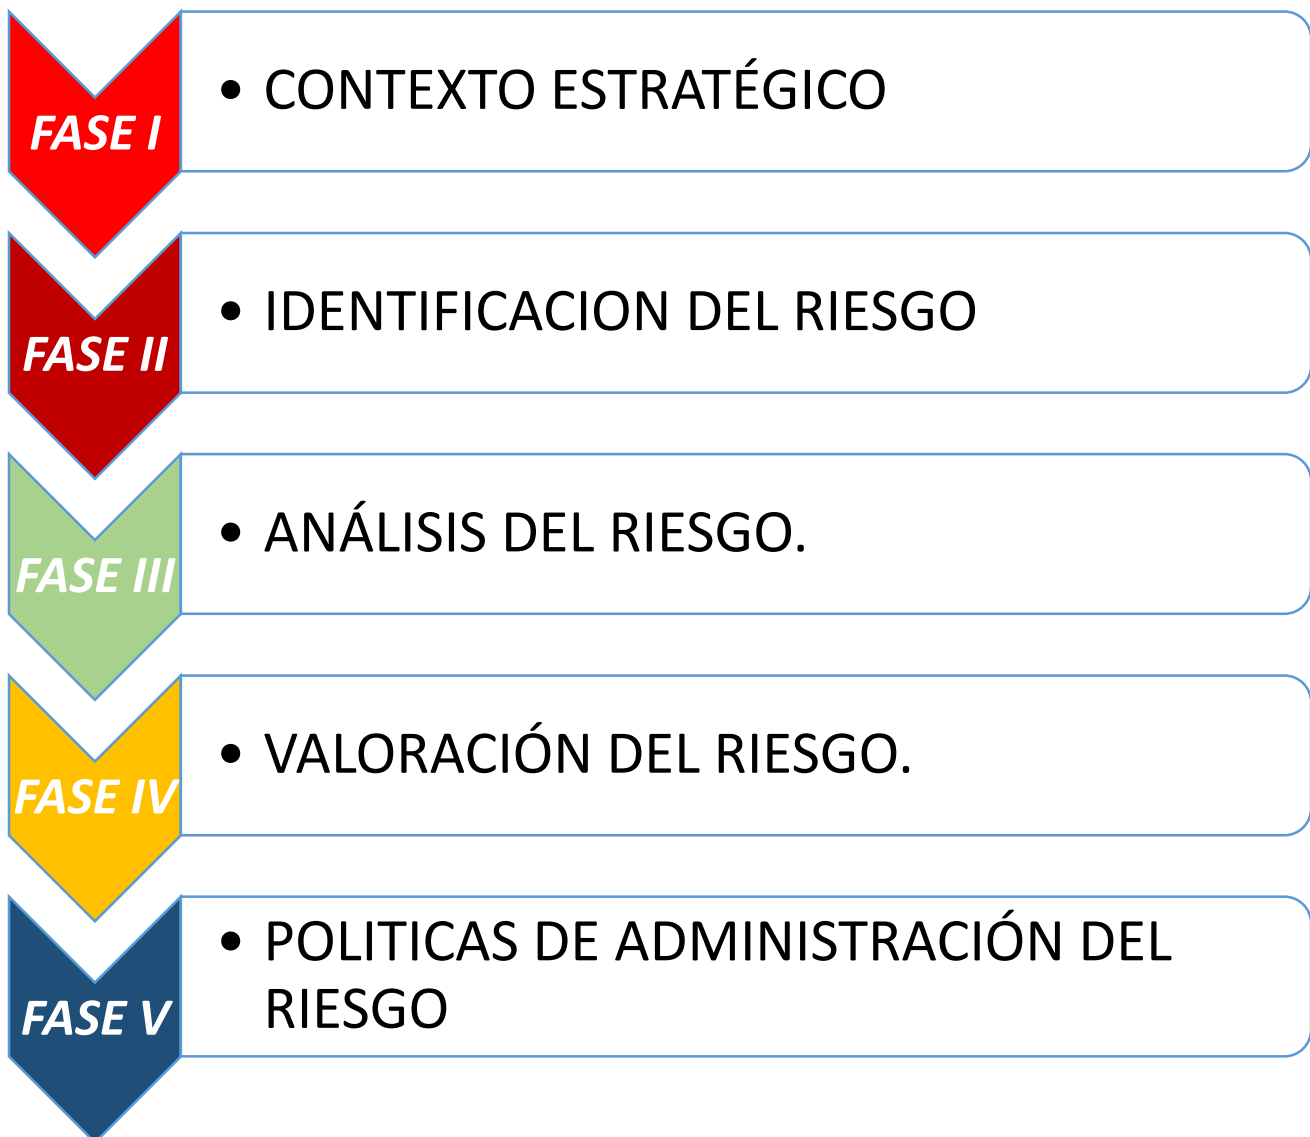 FASE I
• CONTEXTO ESTRATÉGICO
FASE II
• IDENTIFICACION DEL RIESGO
FASE III
• ANÁLISIS DEL RIESGO.
FASE IV
• VALORACIÓN DEL RIESGO.
FASE V
• POLITICAS DE ADMINISTRACIÓN DEL
RIESGO